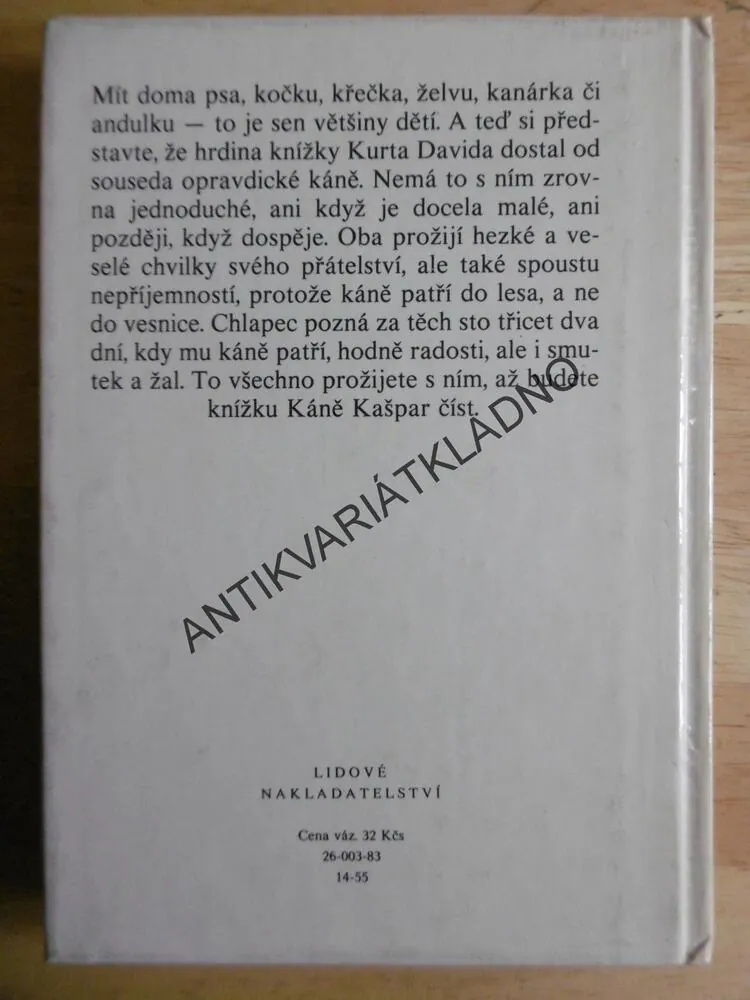 Mít doma psa, kočku, křečka, želvu, kanárka či
andulku — to je sen většiny dětí. A teď si před-
stavte, že hrdina knížky Kurta Davida dostal od
souseda opravdické káně. Nemá to s ním zrov-
na jednoduché, ani když je docela malé, ani
později, když dospěje. Oba prožijí hezké a ve-
selé chvilky svého přátelství, ale také spoustu
nepříjemností, protože káně patří do lesa, a ne
do vesnice. Chlapec pozná za těch sto třicet dva
dní, kdy mu káně patří, hodně radosti, ale i smu-
tek a žal. To všechno prožijete s ním, až budete
knížku Káně Kašpar číst.
ANTIKVARIÁTKLADNO
LIDOVÉ
NAKLADATELSTVÍ
Cena váz. 32 Kčs
26-003-83
14-55